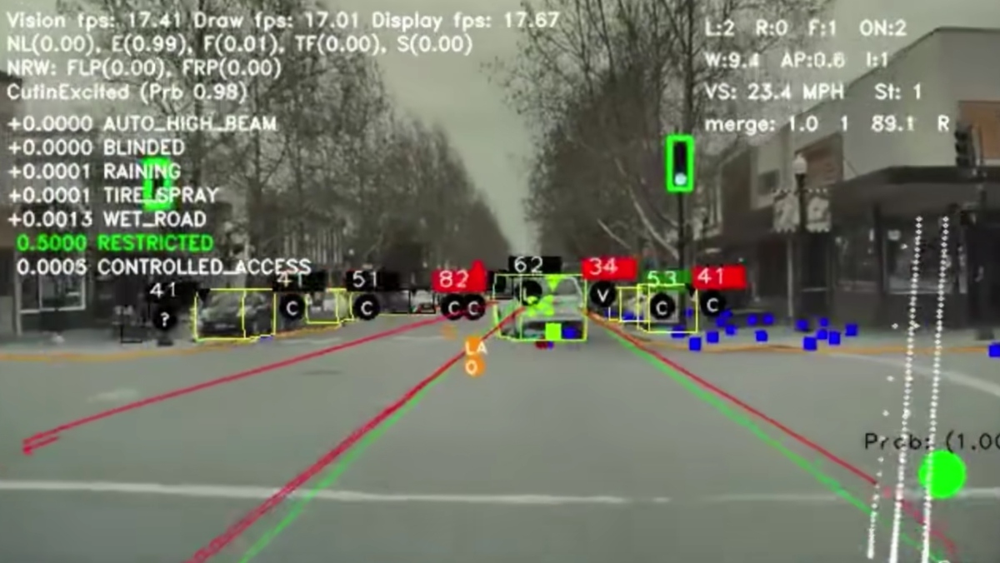 Vision fps: 17.41 Draw fps: 17.01 Display fps: 17.67
NL(0.00), E(0.99), F(0.01), TF(0.00), S(0.00)
NRW: FLP(0.00), FRP(0.00)
CutinExcited (Prb 0.98)
+0.0000 AUTO_HIGH_BEAM
+0.0000 BLINDED
+0.0001 RAINING
+0.0001 TIRE_SPRAY
+0.0013 WET_ROAD
0.5000 RESTRICTED
0.0005 CONTROLLED_ACCESS
L:2 R:0 F:1 ON:2
W:9.4 AP:0.6 I:1
VS: 23.4 MPH St: 1
merge: 1.0 1 89.1 R
41 41 51 82 62 34 53 41
? C C C C L V C C
LA
0
Prob: (1.00